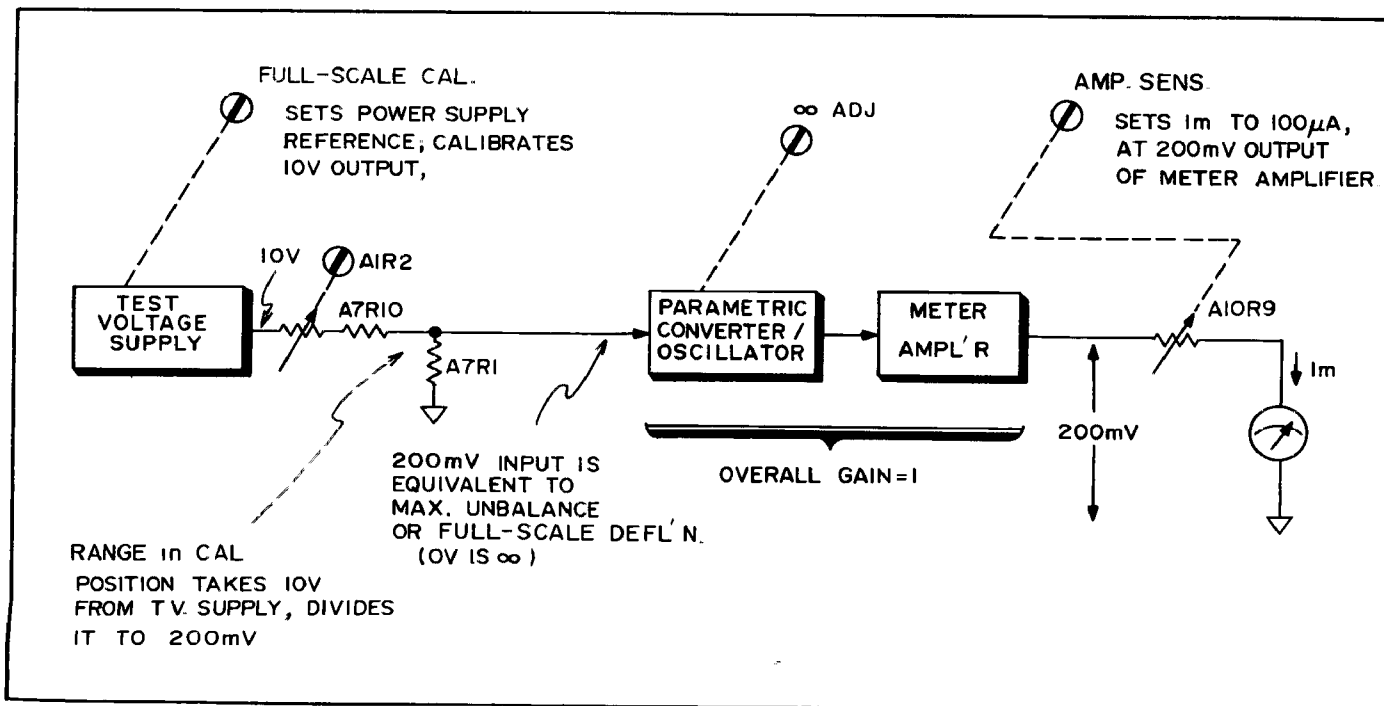 FULL-SCALE CAL.
SETS POWER SUPPLY
REFERENCE; CALIBRATES
10V OUTPUT,
∞ ADJ
AMP. SENS.
SETS Im TO 100µA,
AT 200mV OUTPUT
OF METER AMPLIFIER.
10V
A1R2
TEST
VOLTAGE
SUPPLY
A7R10
A7R1
PARAMETRIC
CONVERTER /
OSCILLATOR
METER
AMPL'R
A10R9
Im
200mV
200mV INPUT IS
EQUIVALENT TO
MAX. UNBALANCE
OR FULL-SCALE DEFL'N.
(0V IS ∞)
OVERALL GAIN=1
RANGE in CAL
POSITION TAKES 10V
FROM T.V. SUPPLY, DIVIDES
IT TO 200mV